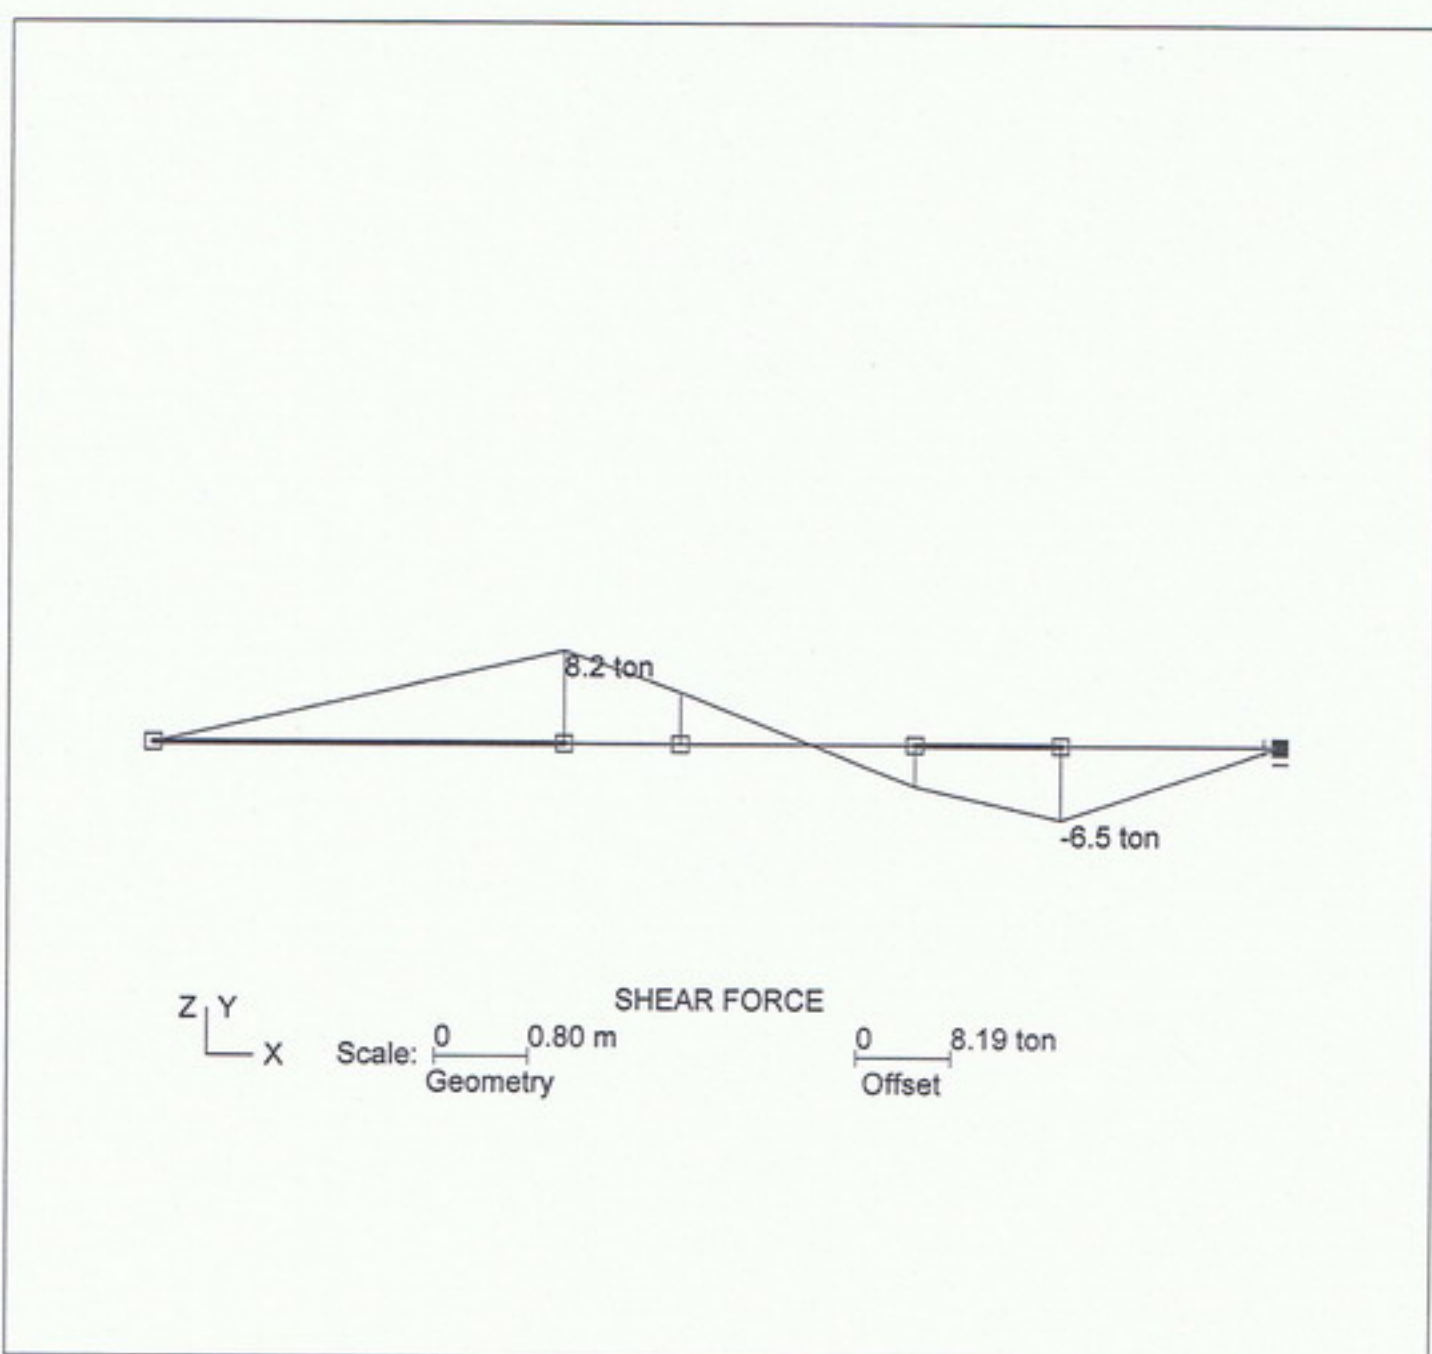 8.2 ton
-6.5 ton
SHEAR FORCE
Z Y
X
Scale: 0 0.80 m
Geometry
0 8.19 ton
Offset